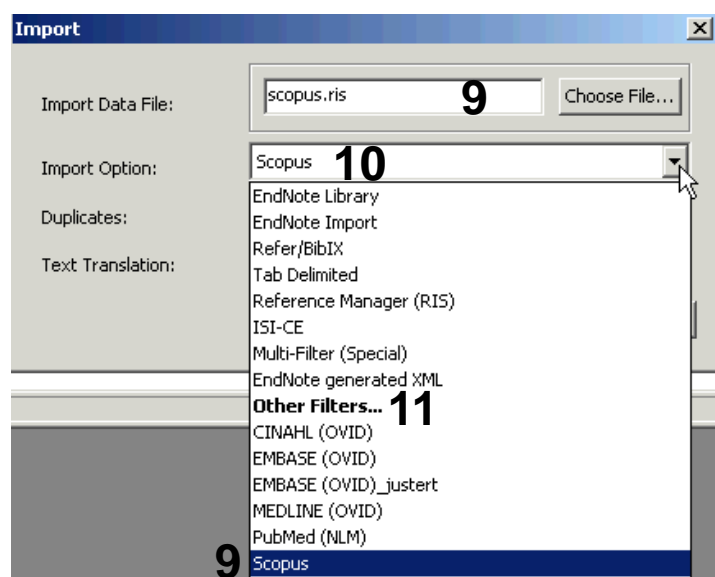 Import
Import Data File: scopus.ris 9 Choose File...
Import Option: Scopus 10
EndNote Library
Duplicates: EndNote Import
Refer/BibIX
Text Translation: Tab Delimited
Reference Manager (RIS)
ISI-CE
Multi-Filter (Special)
EndNote generated XML
Other Filters... 11
CINAHL (OVID)
EMBASE (OVID)
EMBASE (OVID)_justert
MEDLINE (OVID)
PubMed (NLM)
9 Scopus